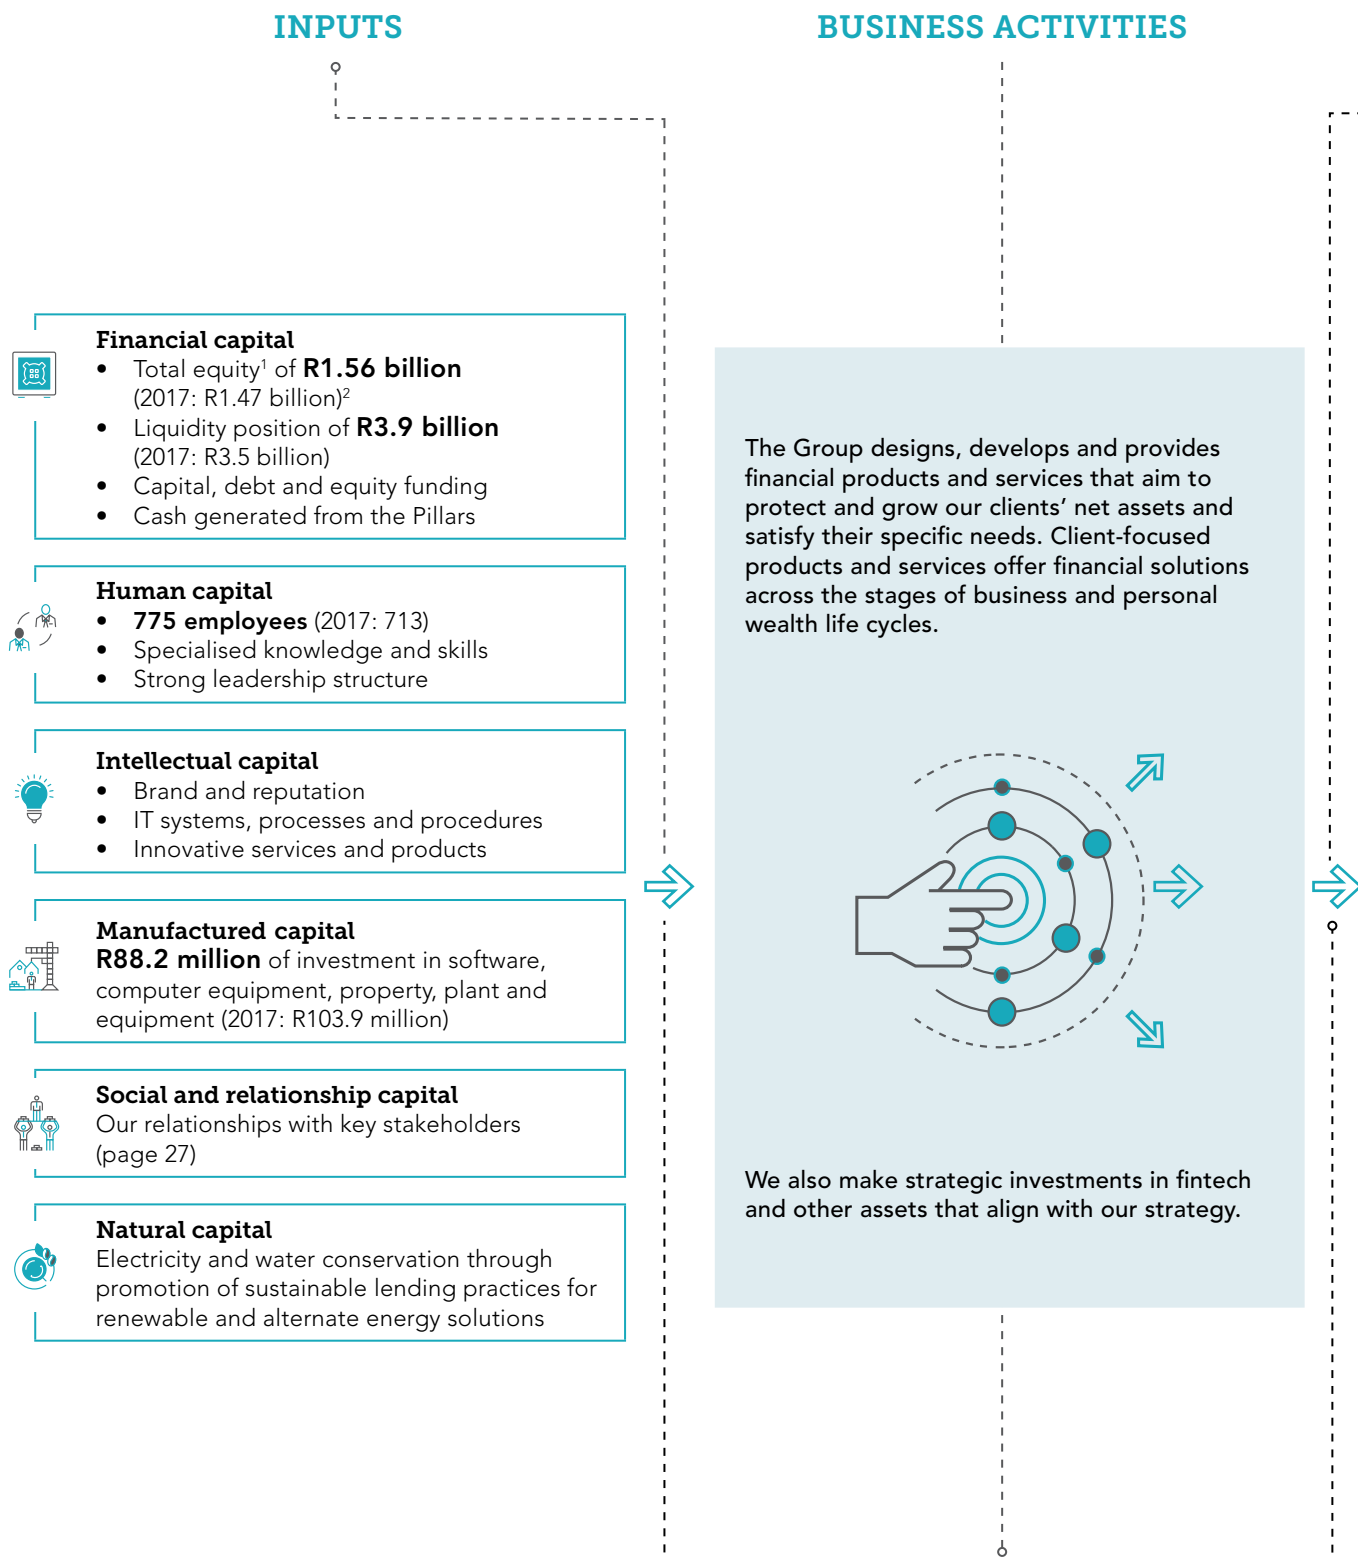 INPUTS
BUSINESS ACTIVITIES
Financial capital
• Total equity¹ of R1.56 billion
(2017: R1.47 billion)²
• Liquidity position of R3.9 billion
(2017: R3.5 billion)
• Capital, debt and equity funding
• Cash generated from the Pillars
Human capital
• 775 employees (2017: 713)
• Specialised knowledge and skills
• Strong leadership structure
Intellectual capital
• Brand and reputation
• IT systems, processes and procedures
• Innovative services and products
Manufactured capital
R88.2 million of investment in software,
computer equipment, property, plant and
equipment (2017: R103.9 million)
Social and relationship capital
Our relationships with key stakeholders
(page 27)
Natural capital
Electricity and water conservation through
promotion of sustainable lending practices for
renewable and alternate energy solutions
The Group designs, develops and provides
financial products and services that aim to
protect and grow our clients’ net assets and
satisfy their specific needs. Client-focused
products and services offer financial solutions
across the stages of business and personal
wealth life cycles.
We also make strategic investments in fintech
and other assets that align with our strategy.